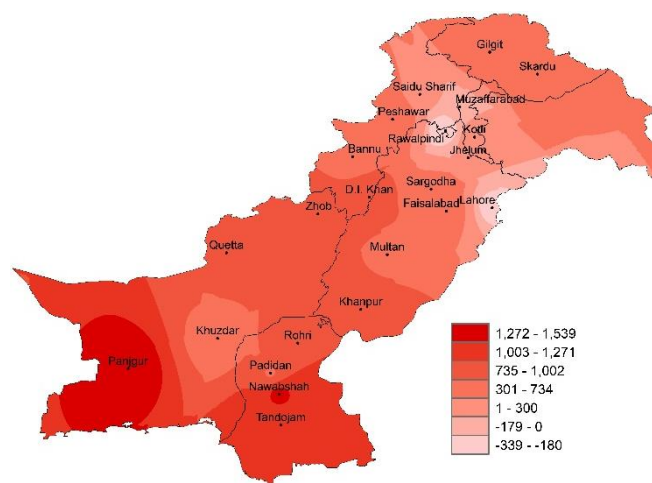 Gilgit
Skardu
Saidu Sharif
Muzaffarabad
Peshawar
Rawalpindi
Kotli
Bannu
Jhelum
D.I. Khan
Sargodha
Zhob
Faisalabad
Lahore
Quetta
Multan
Khanpur
Khuzdar
Rohri
Panjgur
Padidan
Nawabshah
Tandojam
1,272 - 1,539
1,003 - 1,271
735 - 1,002
301 - 734
1 - 300
-179 - 0
-339 - -180